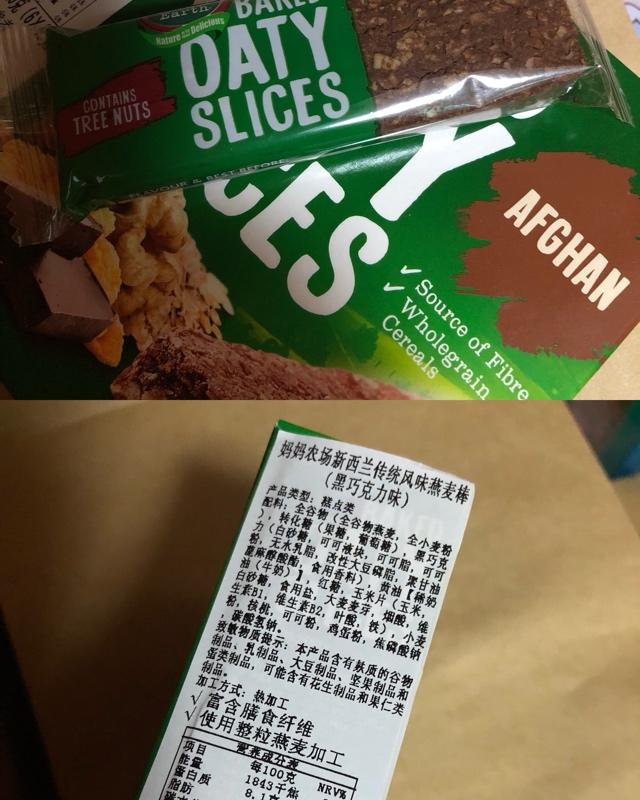 Earth
Nature at its Delicious
BAKED
OATY
SLICES
CONTAINS
TREE NUTS
FLAVOUR & BEST BEFORE
CES
AFGHAN
✓ Source of Fibre
✓ Wholegrain
Cereals
妈妈农场新西兰传统风味燕麦棒
（黑巧克力味）
产品类型：糕点类
配料：全谷物（全谷物燕麦，全小麦粉
），转化糖（果糖，葡萄糖），黑巧克
力（白砂糖，可可液块，可可脂，可可
粉，无水乳脂，改性大豆磷脂，聚甘油
蓖麻醇酸酯，食用香料），黄油【稀奶
油（牛奶）】，红糖，玉米片（玉米，
白砂糖，食用盐，大麦麦芽，烟酸，维
生素B1，维生素B2，叶酸，铁），小麦
粉，核桃，可可粉，鸡蛋粉，焦磷酸钠
，碳酸氢钠。
致敏物质提示：本产品含有麸质的谷物
制品、乳制品、大豆制品、坚果制品和
蛋类制品，可能含有花生制品和果仁类
制品。
加工方式：热加工
√ 富含膳食纤维
√ 使用整粒燕麦加工
营养成分表
项目 每100克 NRV%
能量 1843千焦
蛋白质 8.1克
脂肪